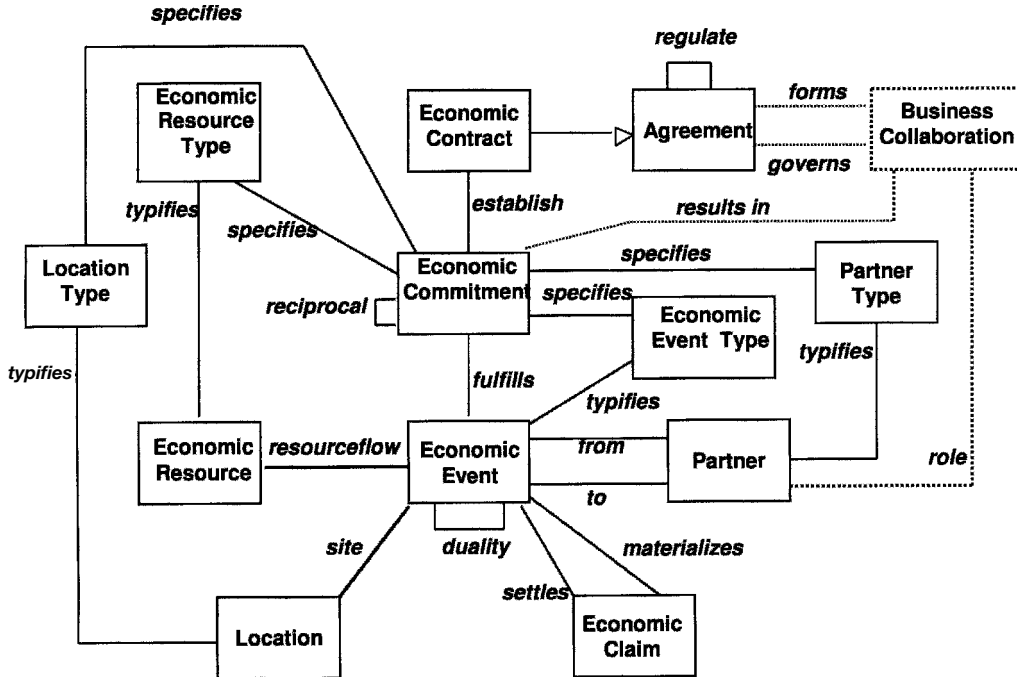 specifies
regulate
Economic
Resource
Type
Economic
Contract
Agreement
forms
governs
Business
Collaboration
typifies
specifies
establish
results in
Location
Type
reciprocal
Economic
Commitment
specifies
specifies
Partner
Type
Economic
Event Type
typifies
typifies
fulfills
typifies
Economic
Resource
resourceflow
Economic
Event
from
to
Partner
role
site
duality
materializes
settles
Location
Economic
Claim